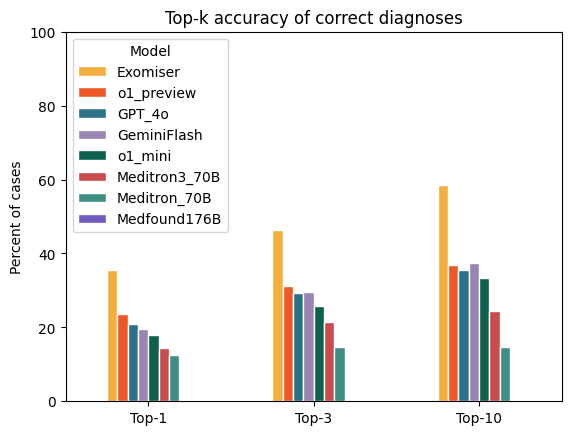 Top-k accuracy of correct diagnoses
Percent of cases
100
80
60
40
20
0
Model
Exomiser
o1_preview
GPT_4o
GeminiFlash
o1_mini
Meditron3_70B
Meditron_70B
Medfound176B
Top-1
Top-3
Top-10